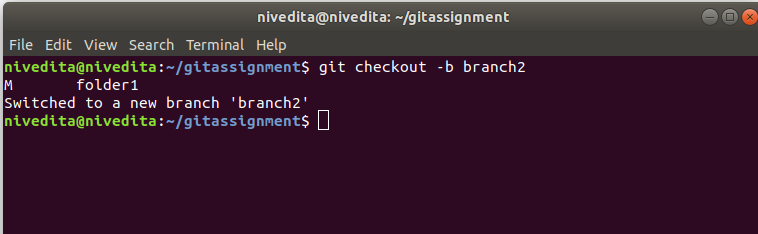 nivedita@nivedita: ~/gitassignment
File Edit View Search Terminal Help
nivedita@nivedita:~/gitassignment$ git checkout -b branch2
M       folder1
Switched to a new branch 'branch2'
nivedita@nivedita:~/gitassignment$